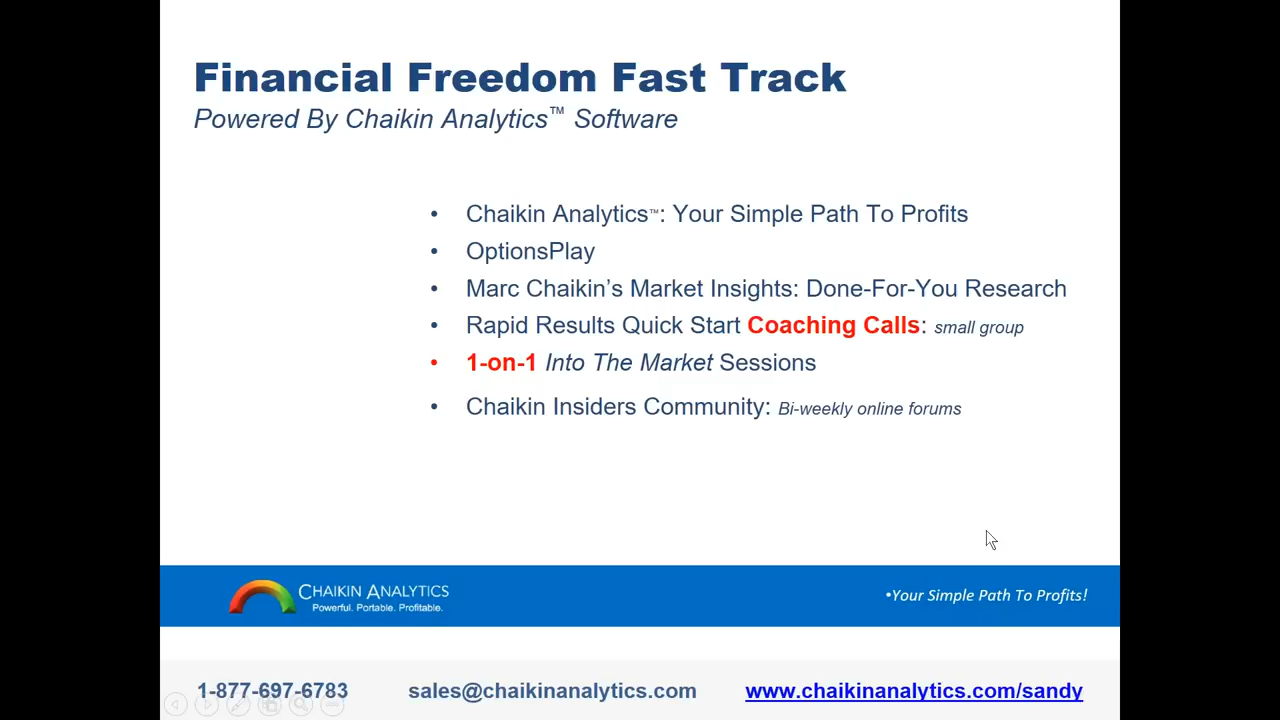 Financial Freedom Fast Track
Powered By Chaikin Analytics™ Software
• Chaikin Analytics™: Your Simple Path To Profits
• OptionsPlay
• Marc Chaikin’s Market Insights: Done-For-You Research
• Rapid Results Quick Start Coaching Calls: small group
• 1-on-1 Into The Market Sessions
• Chaikin Insiders Community: Bi-weekly online forums
CHAIKIN ANALYTICS
Powerful. Portable. Profitable.
•Your Simple Path To Profits!
1-877-697-6783 sales@chaikinanalytics.com www.chaikinanalytics.com/sandy